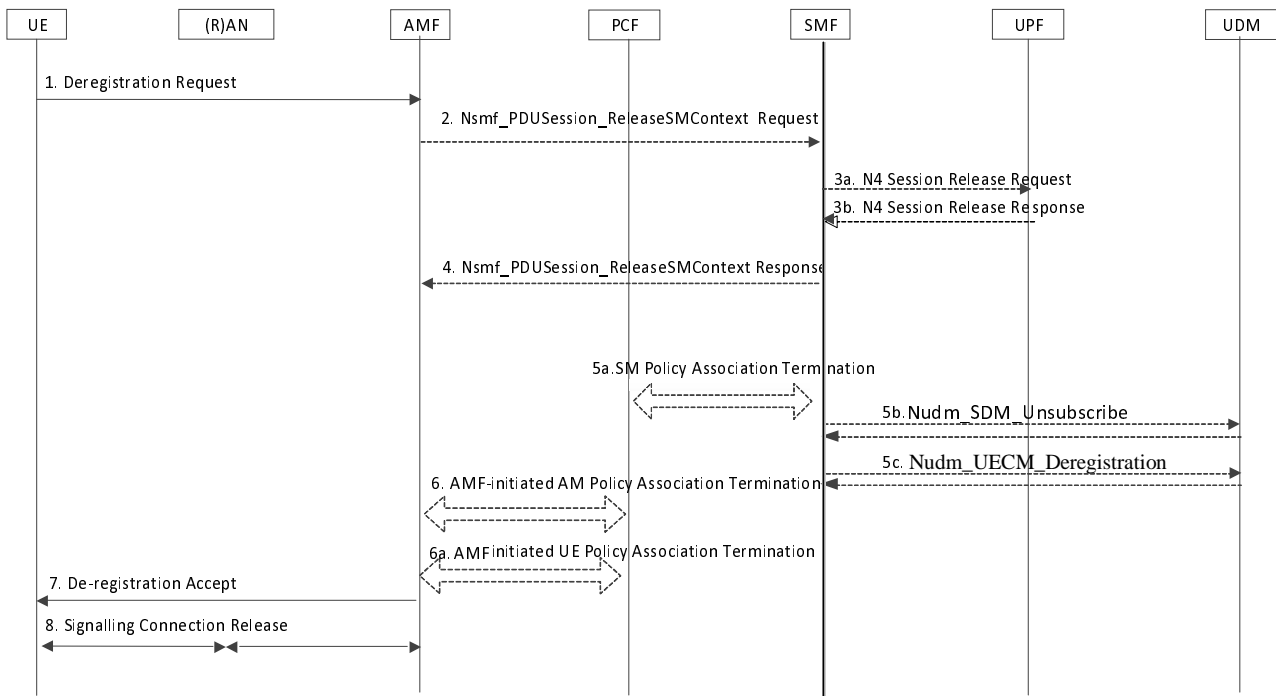 UE
(R)AN
AMF
PCF
SMF
UPF
UDM
1. Deregistration Request
2. Nsmf_PDUSession_ReleaseSMContext Request
3a. N4 Session Release Request
3b. N4 Session Release Response
4. Nsmf_PDUSession_ReleaseSMContext Response
5a.SM Policy Association Termination
5b. Nudm_SDM_Unsubscribe
5c. Nudm_UECM_Deregistration
6. AMF-initiated AM Policy Association Termination
6a. AMF initiated UE Policy Association Termination
7. De-registration Accept
8. Signalling Connection Release